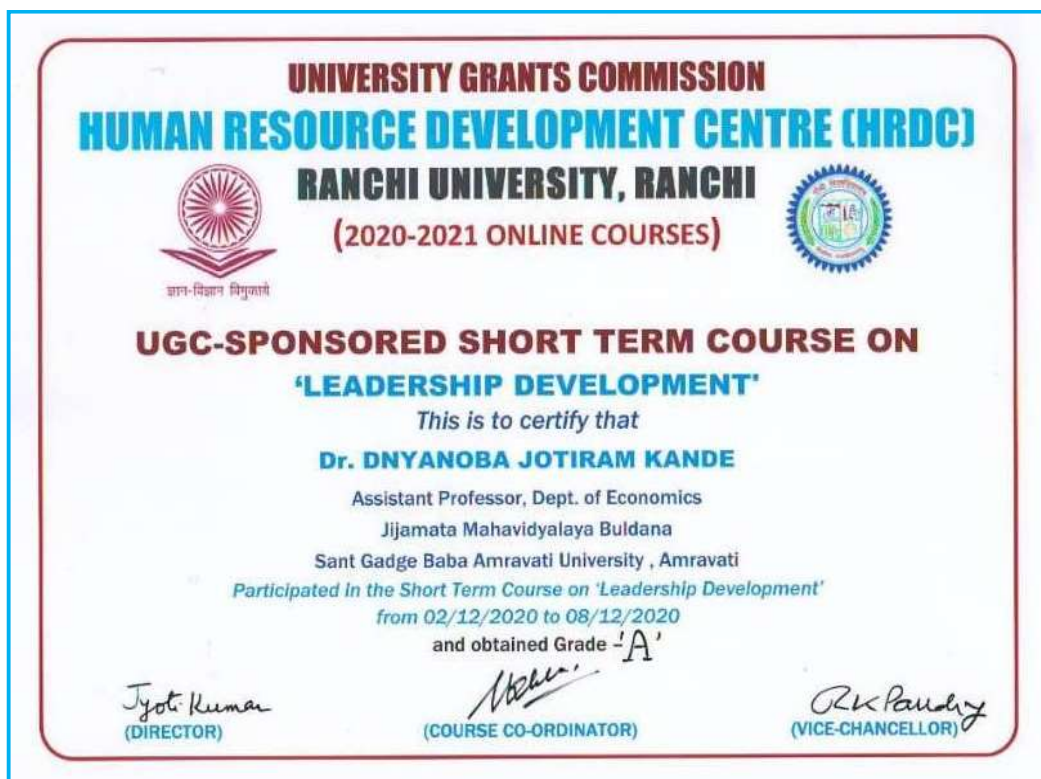 UNIVERSITY GRANTS COMMISSION
HUMAN RESOURCE DEVELOPMENT CENTRE (HRDC)
RANCHI UNIVERSITY, RANCHI
(2020-2021 ONLINE COURSES)
ज्ञान-विज्ञान विमुक्तये
UGC-SPONSORED SHORT TERM COURSE ON
‘LEADERSHIP DEVELOPMENT'
This is to certify that
Dr. DNYANOBA JOTIRAM KANDE
Assistant Professor, Dept. of Economics
Jijamata Mahavidyalaya Buldana
Sant Gadge Baba Amravati University , Amravati
Participated in the Short Term Course on ‘Leadership Development’
from 02/12/2020 to 08/12/2020
and obtained Grade -'A'
Jyoti Kumar
RK Pandey
(DIRECTOR)
(COURSE CO-ORDINATOR)
(VICE-CHANCELLOR)